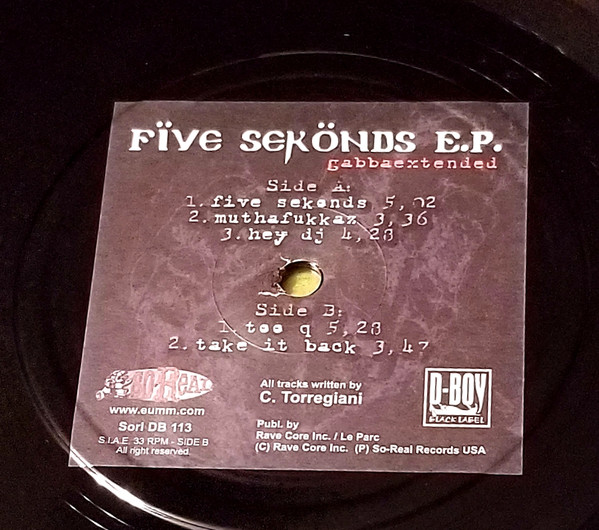 FÏVE SEKÖNDS E.P.
gabbaextended
Side A:
1. five sekonds 5,02
2. muthafukkaz 3,36
3. hey dj 4,28
Side B:
1. too q 5,28
2. take it back 3,47
SO-REAL
www.eumm.com
Sorl DB 113
S.I.A.E. 33 RPM - SIDE B
All right reserved.
All tracks written by
C. Torregiani
Publ. by
Rave Core Inc. / Le Parc
(C) Rave Core Inc. (P) So-Real Records USA
D-BOY
BLACK LABEL